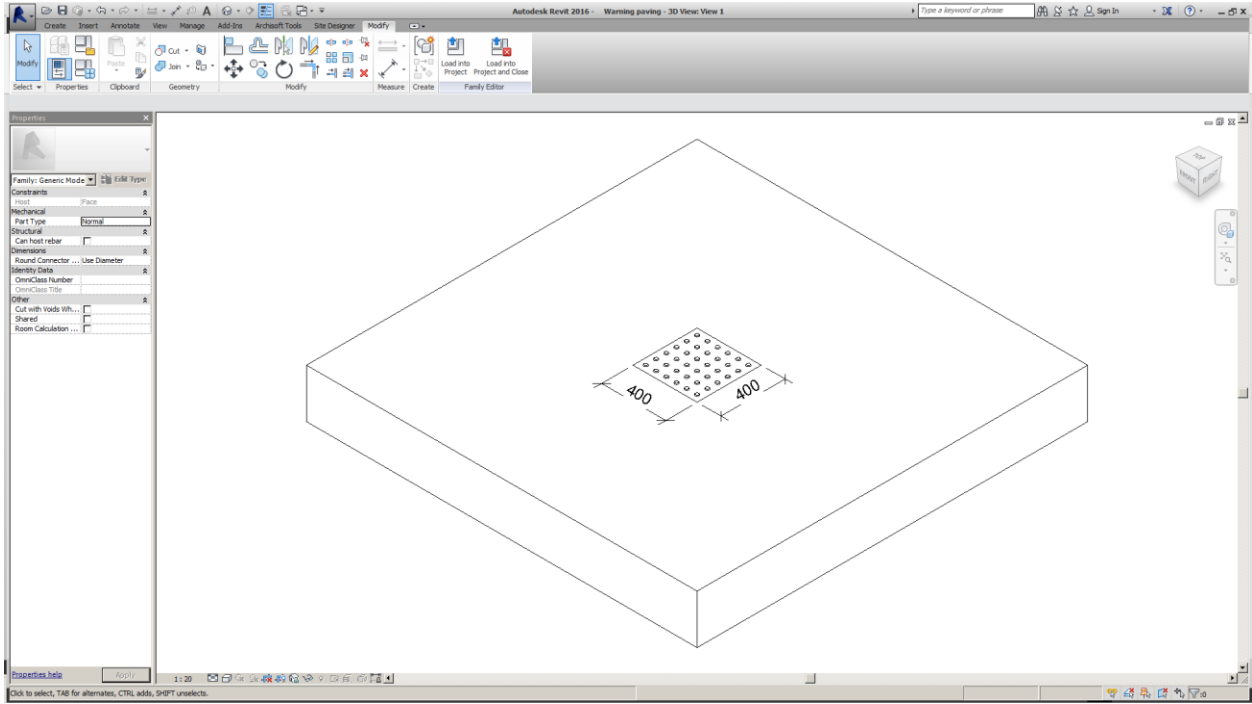 Autodesk Revit 2016 - Warning paving - 3D View: View 1
Type a keyword or phrase
Sign In
Create Insert Annotate View Manage Add-Ins Archisoft Tools Site Designer Modify
Modify
Paste
Cut
Join
Load into Project
Load into Project and Close
Select Properties Clipboard Geometry Modify Measure Create Family Editor
Properties
Family: Generic Mode Edit Type
Constraints
Host Face
Mechanical
Part Type Normal
Structural
Can host rebar
Dimensions
Round Connector ... Use Diameter
Identity Data
OmniClass Number
OmniClass Title
Other
Cut with Voids Wh...
Shared
Room Calculation ...
TOP
FRONT RIGHT
400
400
Properties help Apply
1 : 20
Click to select, TAB for alternates, CTRL adds, SHIFT unselects.
:0